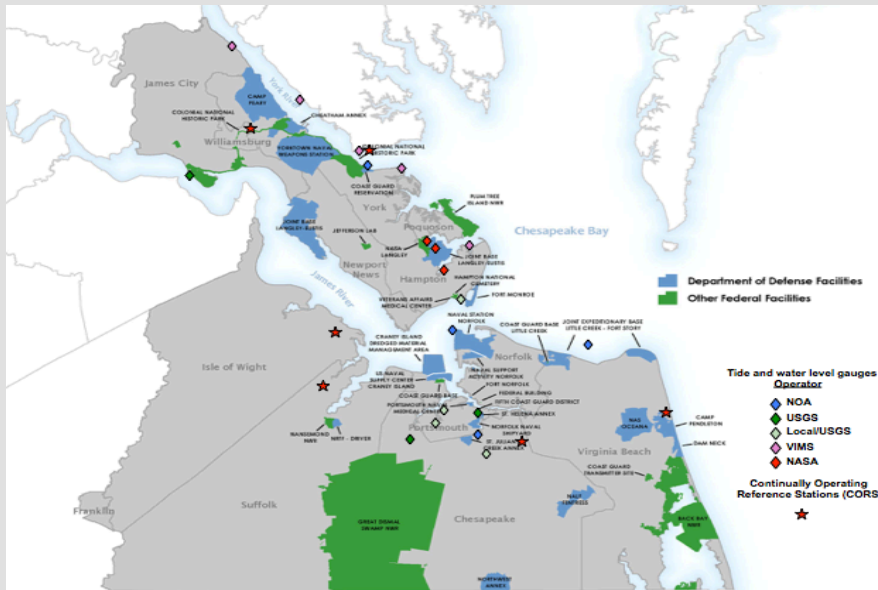 James City
York River
CAMP
PEARY
COLONIAL NATIONAL
HISTORIC PARK
CHEATHAM ANNEX
Williamsburg
YORKTOWN NAVAL
WEAPONS STATION
COLONIAL NATIONAL
HISTORIC PARK
COAST GUARD
RESERVATION
York
PLUM TREE
ISLAND NWR
Poquoson
Chesapeake Bay
JOINT BASE
LANGLEY-EUSTIS
JEFFERSON LAB
NASA
LANGLEY
JOINT BASE
LANGLEY-EUSTIS
Newport
News
Hampton
HAMPTON NATIONAL
CEMETERY
James River
VETERANS AFFAIRS
MEDICAL CENTER
FORT MONROE
Department of Defense Facilities
Other Federal Facilities
NAVAL STATION
NORFOLK
COAST GUARD BASE
LITTLE CREEK
JOINT EXPEDITIONARY BASE
LITTLE CREEK - FORT STORY
CRANEY ISLAND
DREDGED MATERIAL
MANAGEMENT AREA
Norfolk
Isle of Wight
US NAVAL
SUPPLY CENTER
CRANEY ISLAND
NAVAL SUPPORT
ACTIVITY NORFOLK
FORT NORFOLK
FEDERAL BUILDING
COAST GUARD BASE
PORTSMOUTH NAVAL
MEDICAL CENTER
FIFTH COAST GUARD DISTRICT
ST. HELENA ANNEX
Portsmouth
NORFOLK NAVAL
SHIPYARD
ST. JULIAN
CREEK ANNEX
NANSEMOND
NWR
DRIVER
NAS
OCEANA
CAMP
PENDLETON
DAM NECK
Virginia Beach
COAST GUARD
TRANSMITTER SITE
Tide and water level gauges
Operator
NOA
USGS
Local/USGS
VIMS
NASA
Continually Operating
Reference Stations (CORS
Suffolk
Franklin
GREAT DISMAL
SWAMP NWR
Chesapeake
NALF
FENTRESS
BACK BAY
NWR
NORTHWEST
ANNEX